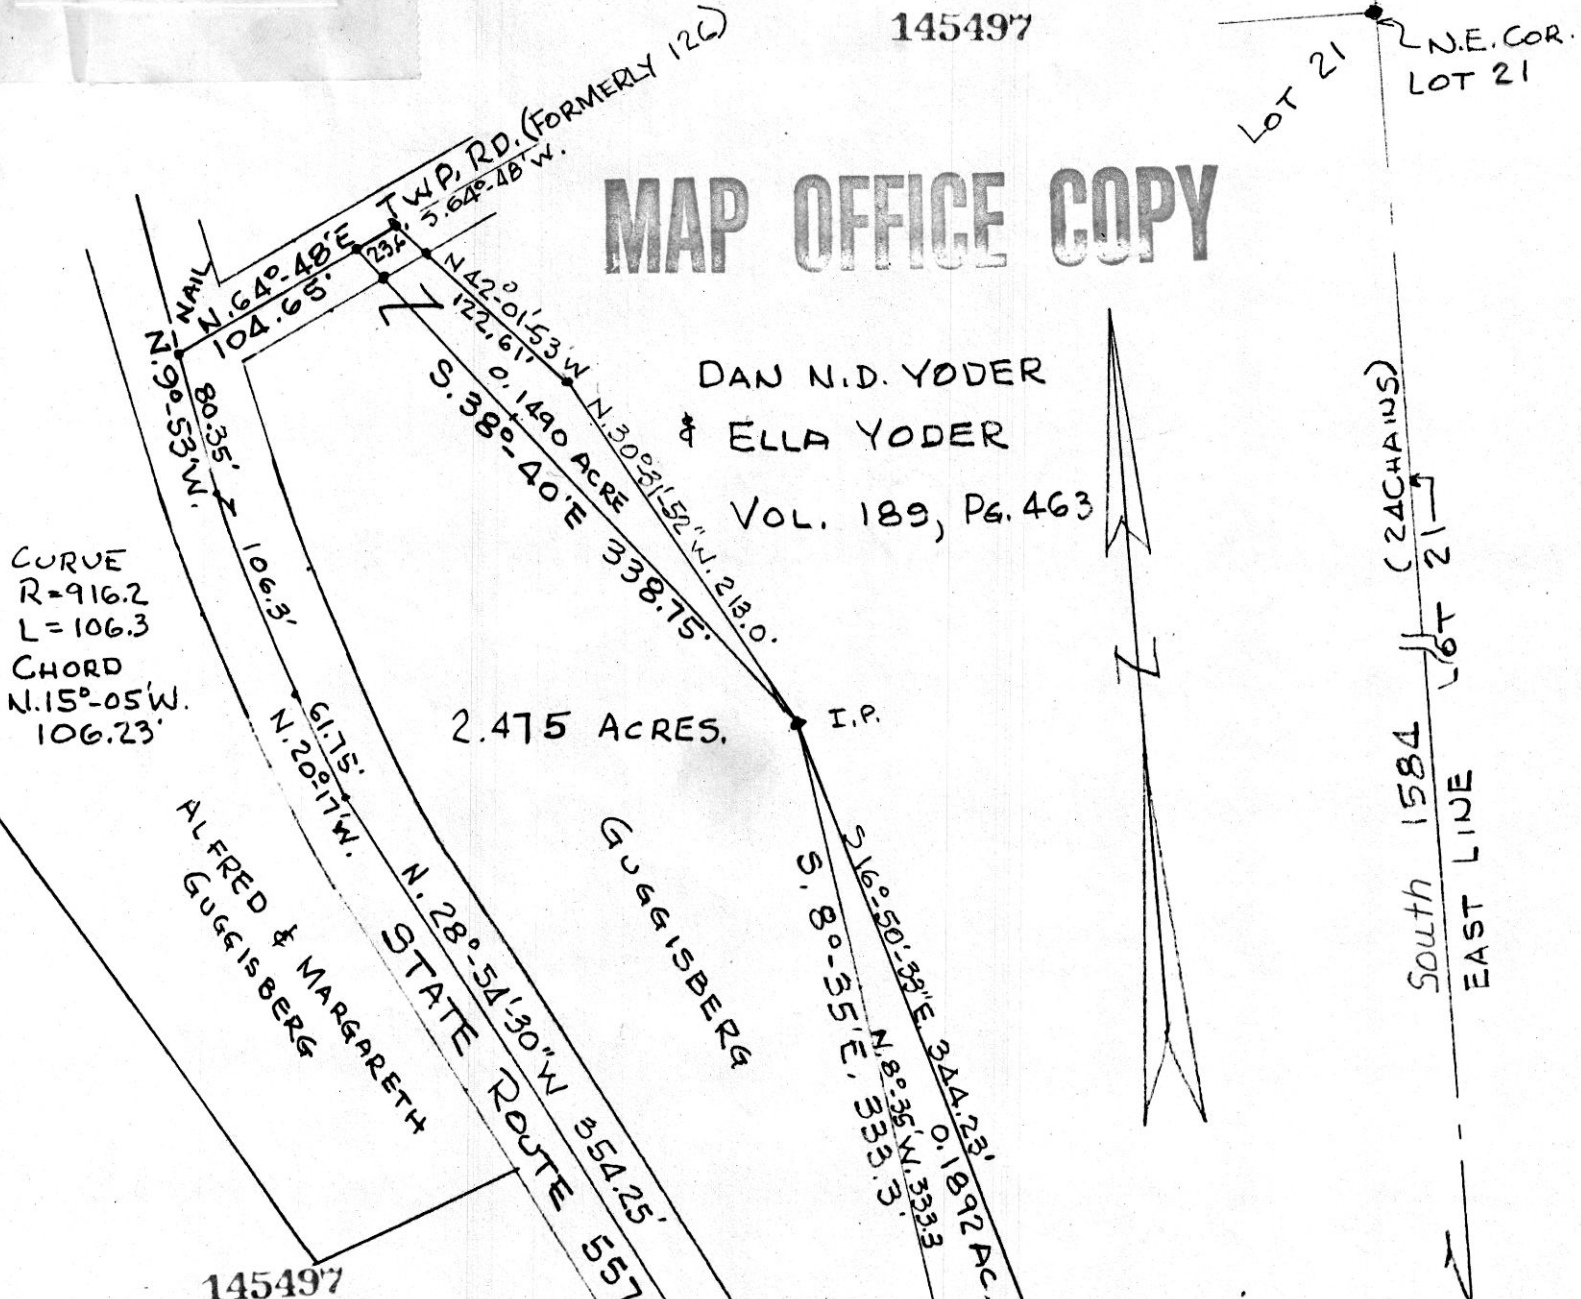 145497
N.E. COR.
LOT 21
LOT 21
TWP. RD. (FORMERLY 126)
S.64°-48'W.
MAP OFFICE COPY
NAIL
N.64°-48'E
104.65'
23.6'
N42°-01'53"W
122.61'
0.1490 ACRE
S.38°-40'E 338.75'
N.30°-31'-52"W. 213.0.
DAN N.D. YODER
& ELLA YODER
VOL. 189, PG. 463
N.9°-53'W.
80.35'
106.3'
CURVE
R=916.2
L=106.3
CHORD
N.15°-05'W.
106.23'
61.75'
N.20°17'W.
2.475 ACRES.
I.P.
N
ALFRED & MARGARETH
GUGGISBERG
N. 28°-54'-30"W 354.25'
STATE ROUTE 557
GUGGISBERG
S. 8°-35'E, 333.3'
N.8°-35'W. 333.3
S16°-50'-39"E. 344.23'
0.1892 AC.
South 1584 (24CHAINS)
EAST LINE LOT 21
145497